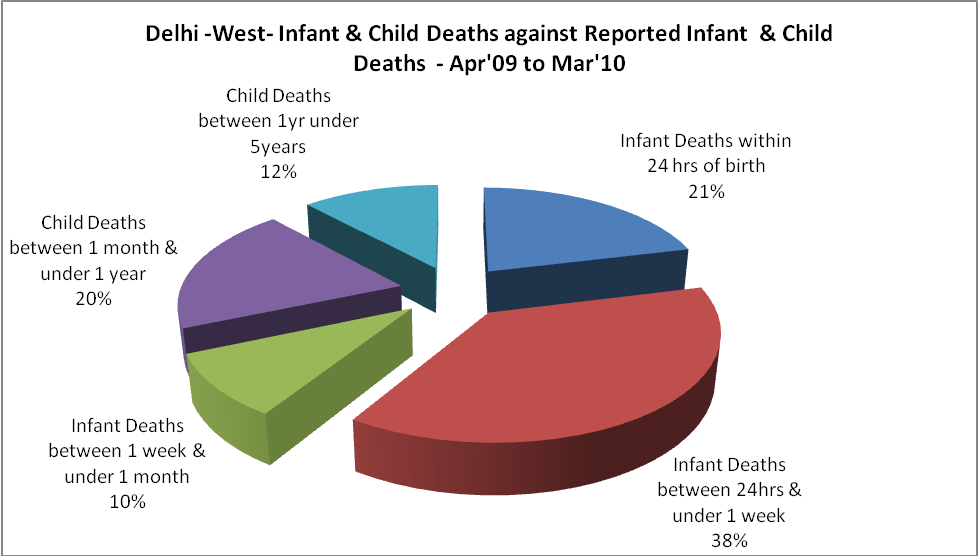 Delhi -West- Infant & Child Deaths against Reported Infant & Child
Deaths - Apr'09 to Mar'10
Child Deaths
between 1yr under
5years
12%
Infant Deaths within
24 hrs of birth
21%
Child Deaths
between 1 month &
under 1 year
20%
Infant Deaths
between 1 week &
under 1 month
10%
Infant Deaths
between 24hrs &
under 1 week
38%